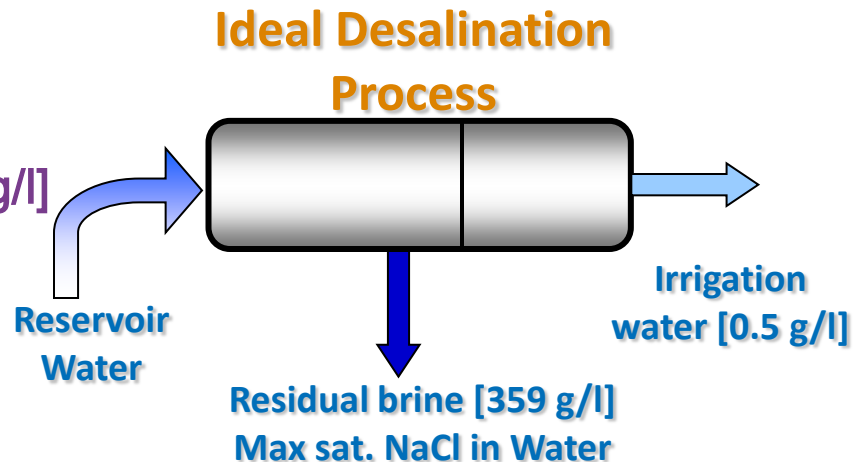 Ideal Desalination
Process
g/l]
Reservoir
Water
Irrigation
water [0.5 g/l]
Residual brine [359 g/l]
Max sat. NaCl in Water